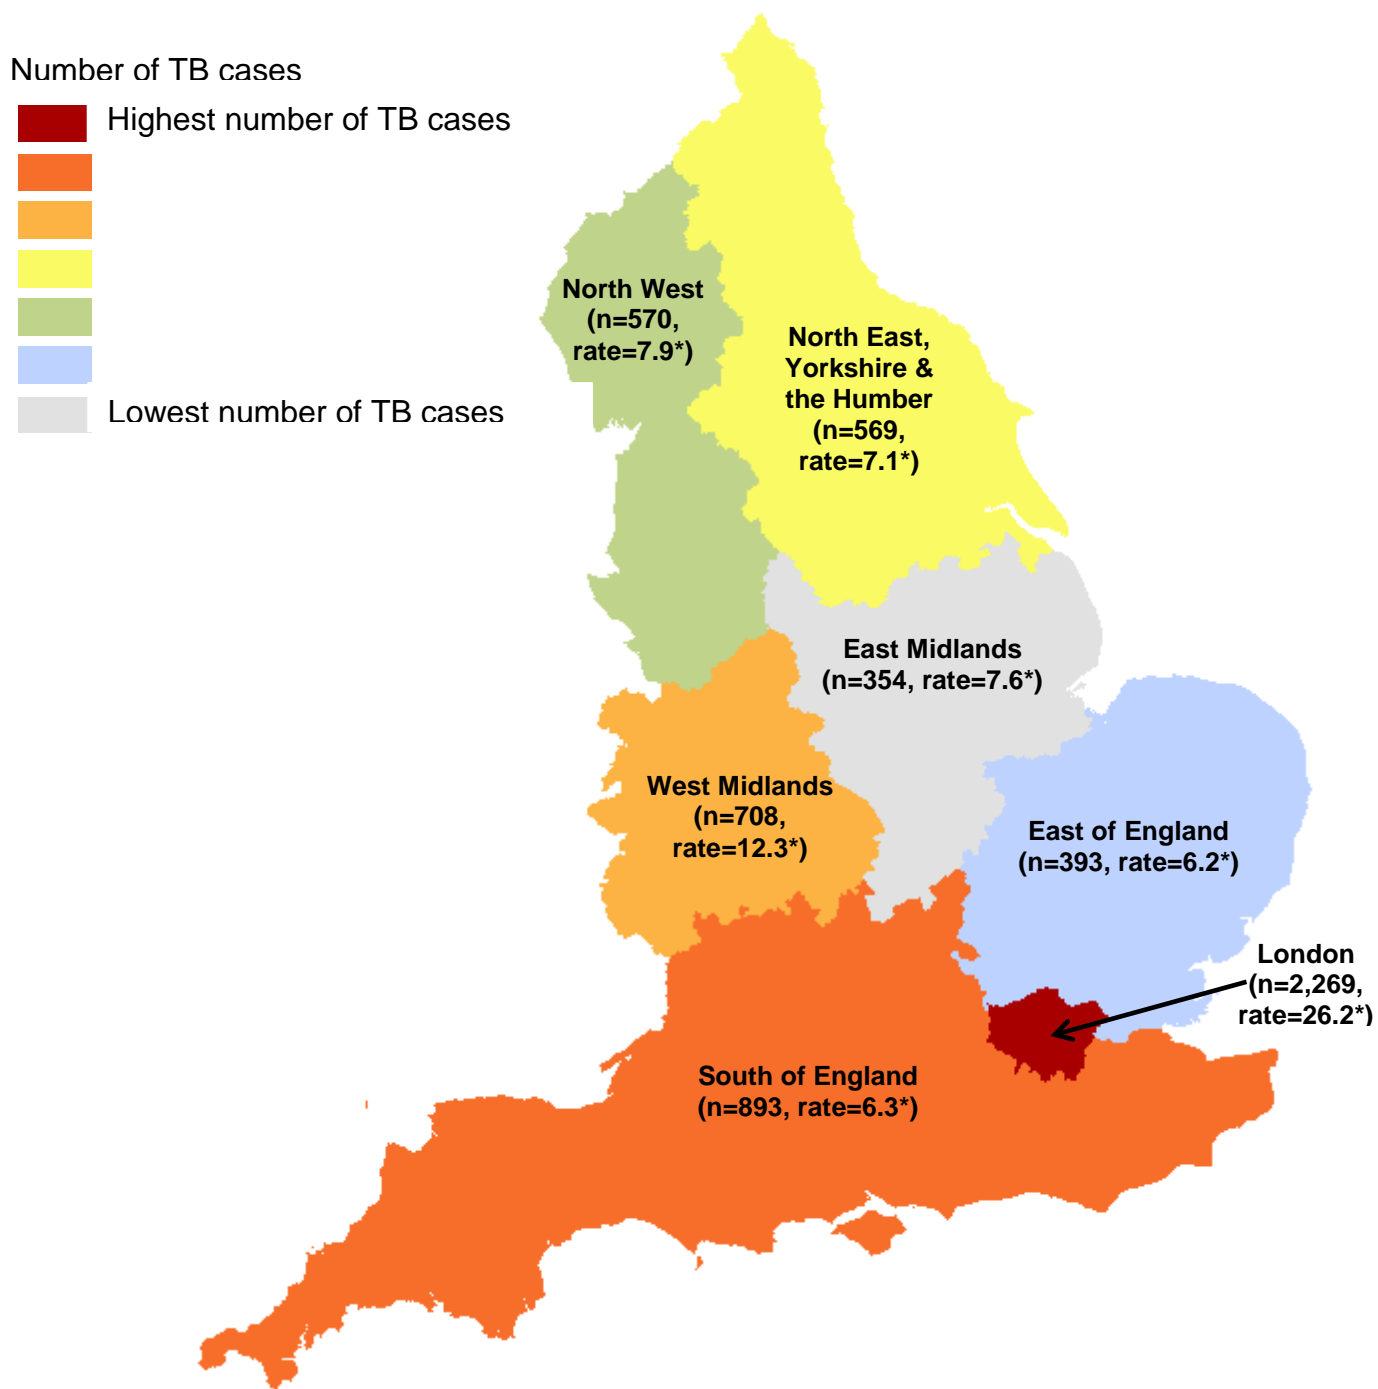 Number of TB cases
Highest number of TB cases
Lowest number of TB cases
North West
(n=570,
rate=7.9*)
North East,
Yorkshire &
the Humber
(n=569,
rate=7.1*)
East Midlands
(n=354, rate=7.6*)
West Midlands
(n=708,
rate=12.3*)
East of England
(n=393, rate=6.2*)
London
(n=2,269,
rate=26.2*)
South of England
(n=893, rate=6.3*)